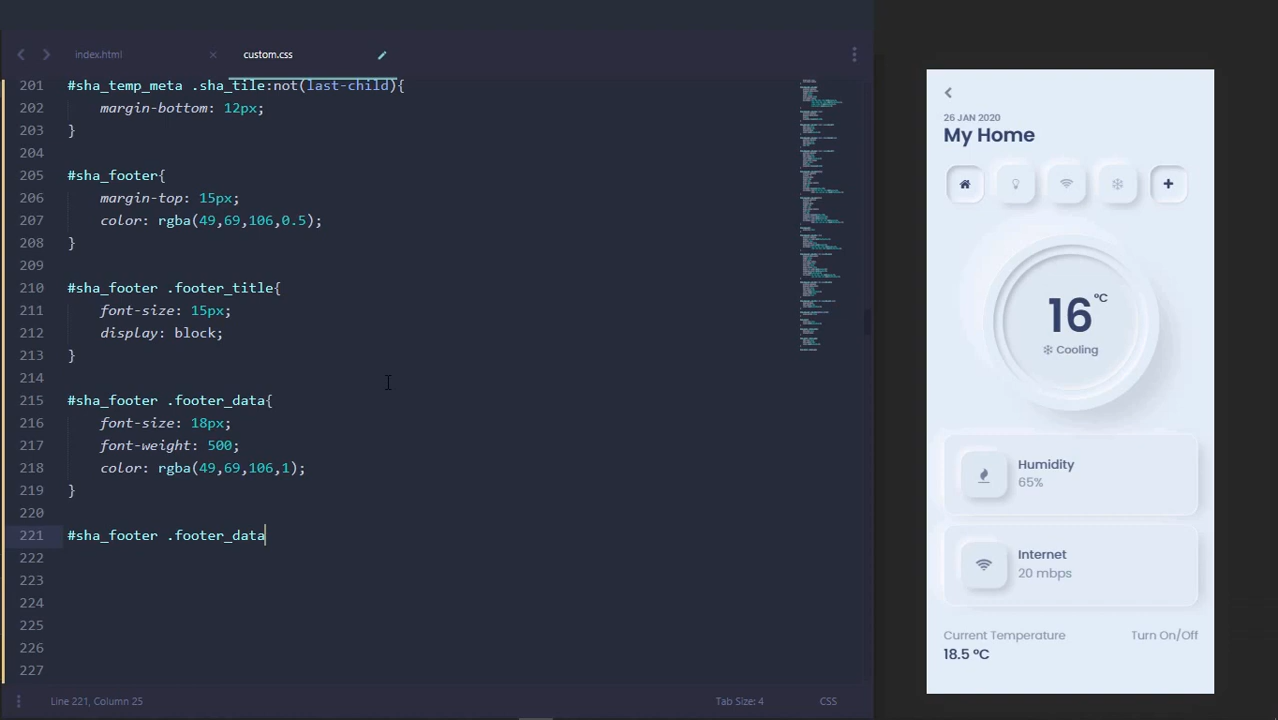 index.html
custom.css
201 #sha_temp_meta .sha_tile:not(last-child){
202 margin-bottom: 12px;
203 }
204
205 #sha_footer{
206 margin-top: 15px;
207 color: rgba(49,69,106,0.5);
208 }
209
210 #sha_footer .footer_title{
211 font-size: 15px;
212 display: block;
213 }
214
215 #sha_footer .footer_data{
216 font-size: 18px;
217 font-weight: 500;
218 color: rgba(49,69,106,1);
219 }
220
221 #sha_footer .footer_data
222
223
224
225
226
227
Line 221, Column 25
Tab Size: 4
CSS
26 JAN 2020
My Home
16 ºC
Cooling
Humidity
65%
Internet
20 mbps
Current Temperature
Turn On/Off
18.5 ºC